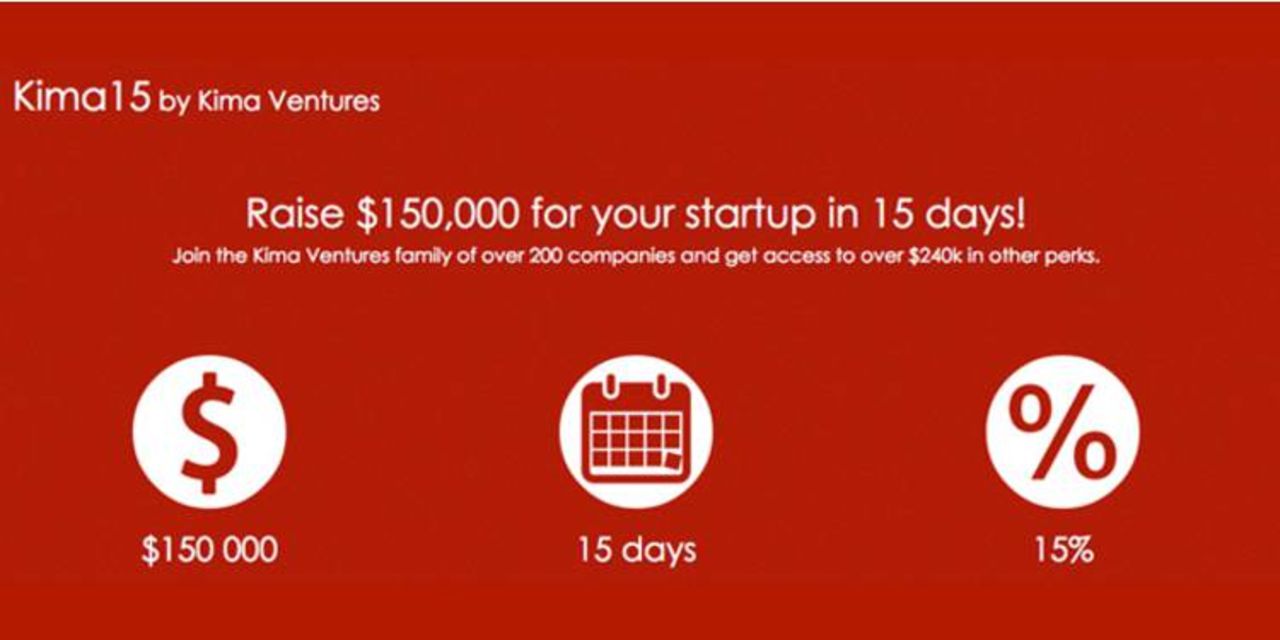 Kima15 by Kima Ventures
Raise $150,000 for your startup in 15 days!
Join the Kima Ventures family of over 200 companies and get access to over $240k in other perks.
$
%
$150 000
15 days
15%